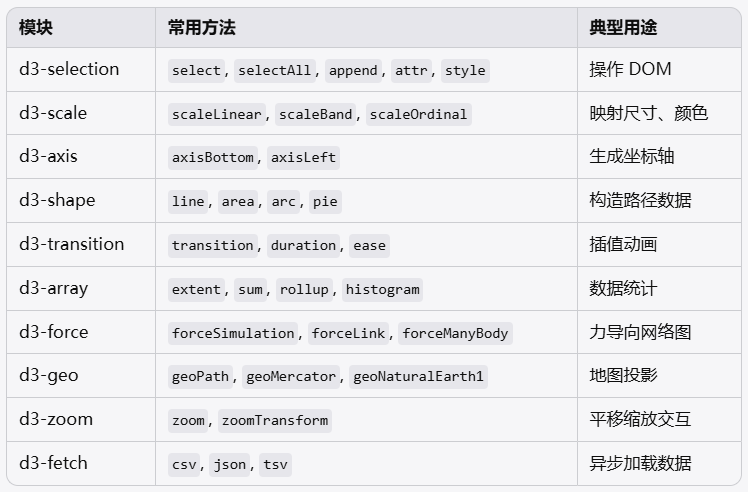 模块 常用方法 典型用途
d3-selection select, selectAll, append, attr, style 操作 DOM
d3-scale scaleLinear, scaleBand, scaleOrdinal 映射尺寸、颜色
d3-axis axisBottom, axisLeft 生成坐标轴
d3-shape line, area, arc, pie 构造路径数据
d3-transition transition, duration, ease 插值动画
d3-array extent, sum, rollup, histogram 数据统计
d3-force forceSimulation, forceLink, forceManyBody 力导向网络图
d3-geo geoPath, geoMercator, geoNaturalEarth1 地图投影
d3-zoom zoom, zoomTransform 平移缩放交互
d3-fetch csv, json, tsv 异步加载数据